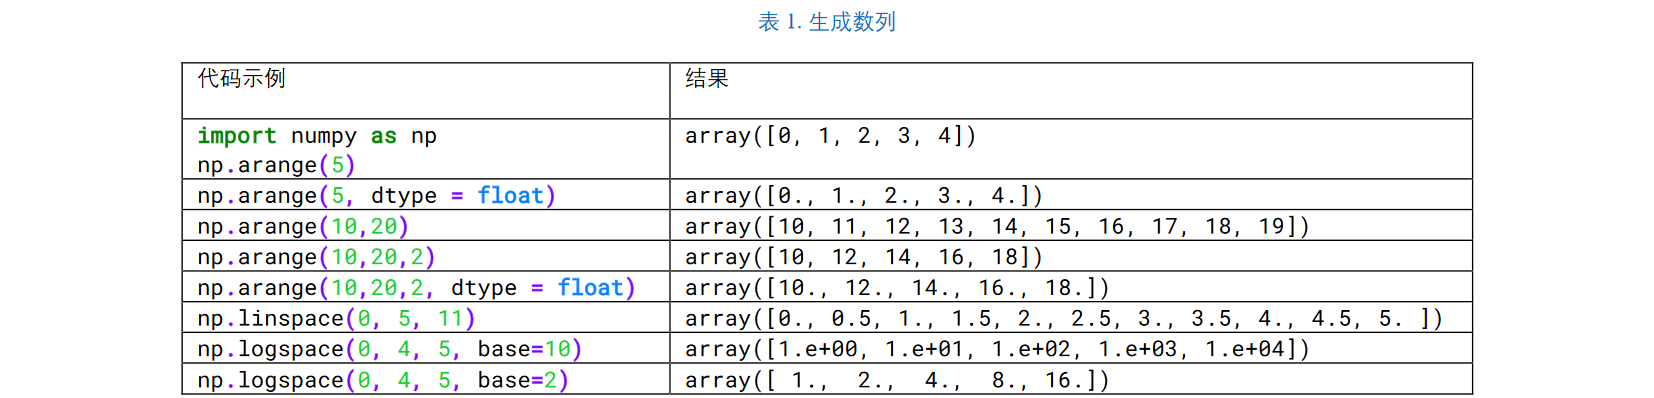 表 1. 生成数列
代码示例 结果
import numpy as np array([0, 1, 2, 3, 4])
np.arange(5)
np.arange(5, dtype = float) array([0., 1., 2., 3., 4.])
np.arange(10,20) array([10, 11, 12, 13, 14, 15, 16, 17, 18, 19])
np.arange(10,20,2) array([10, 12, 14, 16, 18])
np.arange(10,20,2, dtype = float) array([10., 12., 14., 16., 18.])
np.linspace(0, 5, 11) array([0., 0.5, 1., 1.5, 2., 2.5, 3., 3.5, 4., 4.5, 5. ])
np.logspace(0, 4, 5, base=10) array([1.e+00, 1.e+01, 1.e+02, 1.e+03, 1.e+04])
np.logspace(0, 4, 5, base=2) array([ 1.,  2.,  4.,  8., 16.])